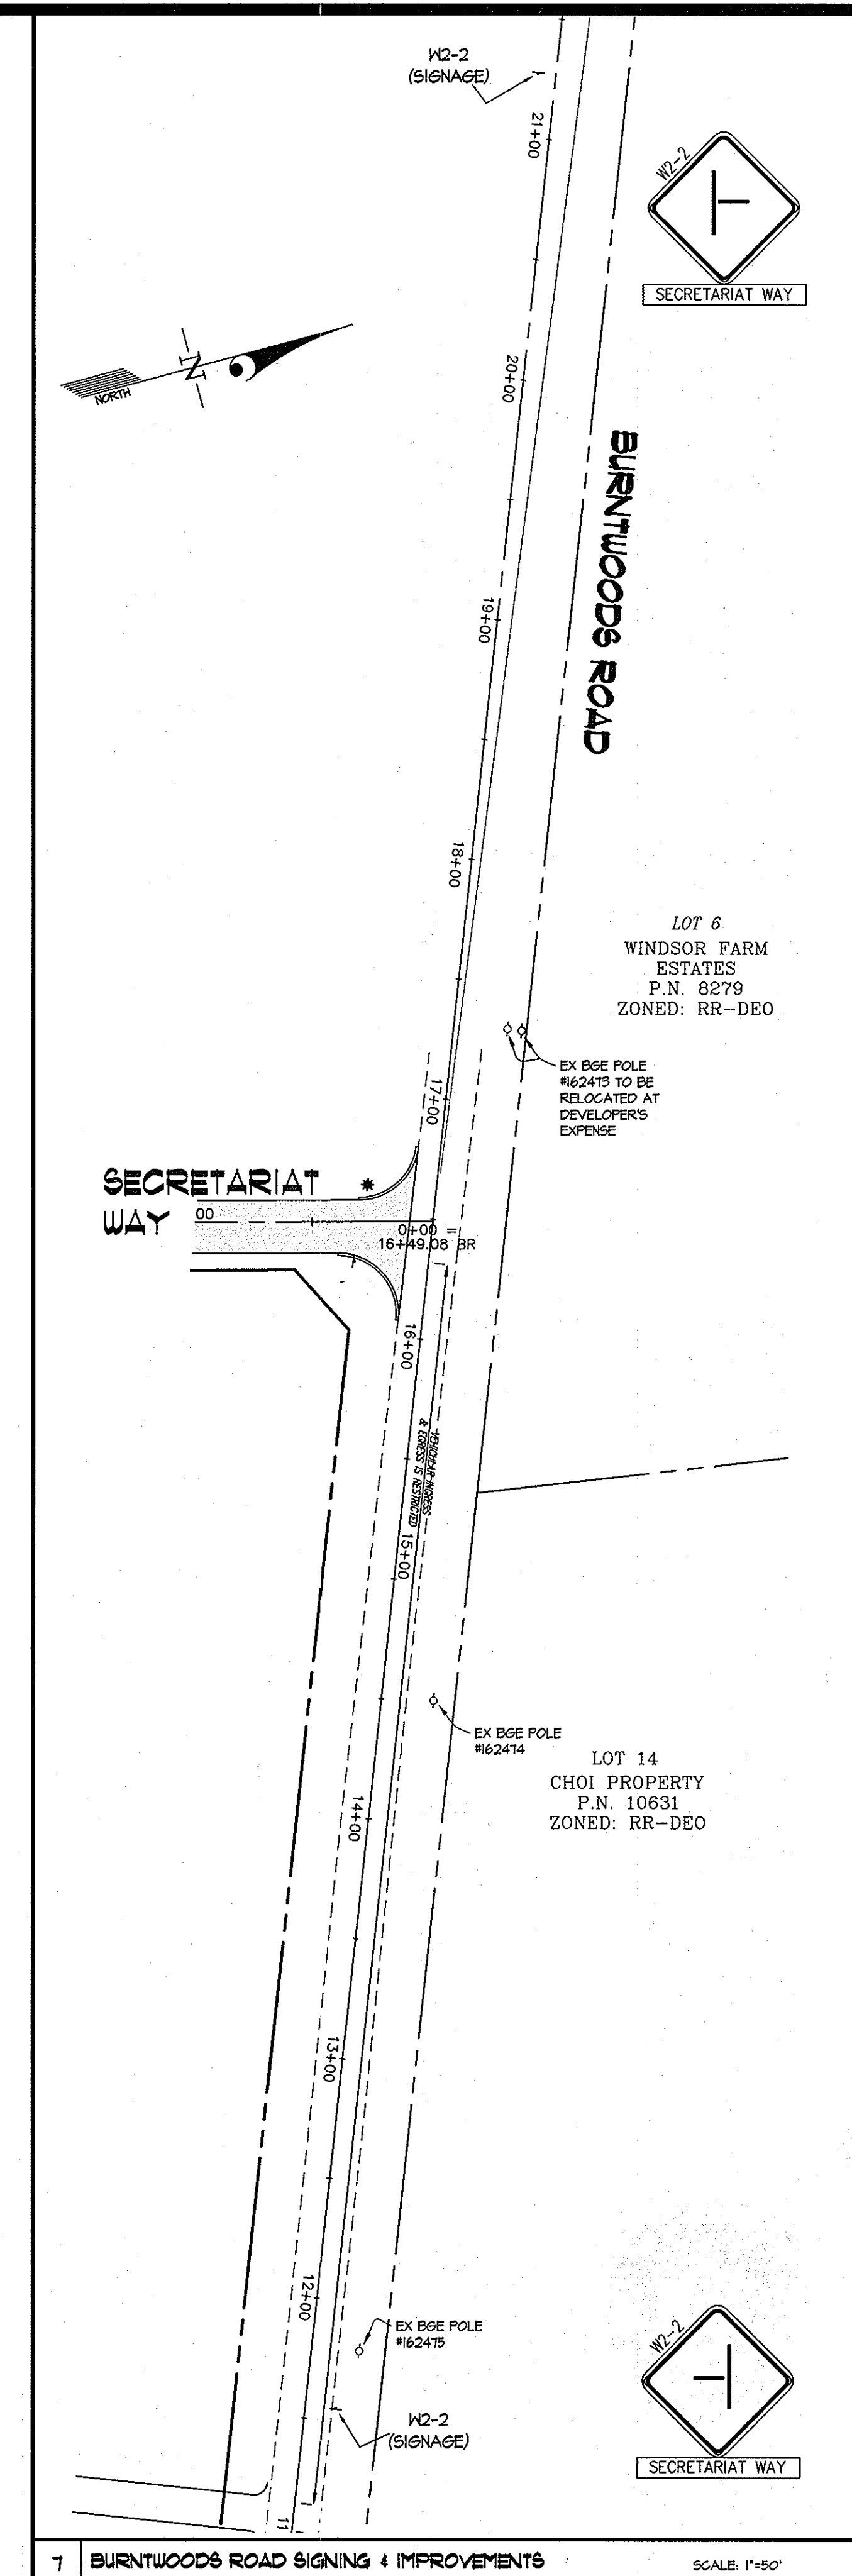 W2-2
(SIGNAGE)
21+00
W2-2
SECRETARIAT WAY
N
NORTH
20+00
BURNTWOODS ROAD
19+00
18+00
LOT 6
WINDSOR FARM
ESTATES
P.N. 8279
ZONED: RR-DEO
EX BGE POLE
#162473 TO BE
RELOCATED AT
DEVELOPER'S
EXPENSE
17+00
SECRETARIAT
WAY
00
0+00 =
16+49.08 BR
16+00
VEHICULAR INGRESS
& EGRESS IS RESTRICTED
15+00
EX BGE POLE
#162474
LOT 14
CHOI PROPERTY
P.N. 10631
ZONED: RR-DEO
14+00
13+00
12+00
EX BGE POLE
#162475
W2-2
(SIGNAGE)
W2-2
SECRETARIAT WAY
11
7 BURNTWOODS ROAD SIGNING & IMPROVEMENTS
SCALE: 1"=50'